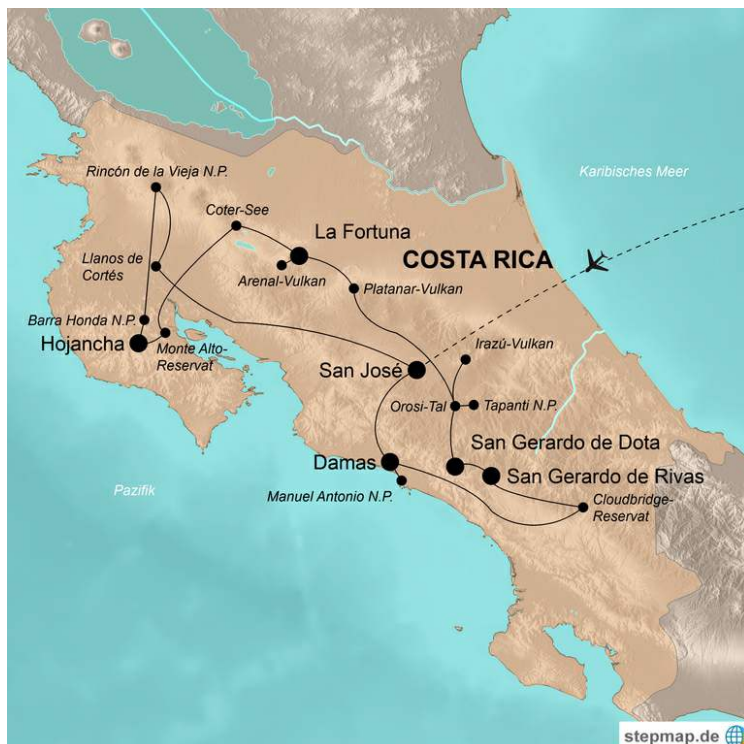 Karibisches Meer
Rincón de la Vieja N.P.
Coter-See
La Fortuna
Llanos de
Cortés
COSTA RICA
Arenal-Vulkan
Platanar-Vulkan
Barra Honda N.P.
Hojancha
Monte Alto-
Reservat
Irazú-Vulkan
San José
Orosi-Tal
Tapanti N.P.
San Gerardo de Dota
Damas
San Gerardo de Rivas
Manuel Antonio N.P.
Pazifik
Cloudbridge-
Reservat
stepmap.de